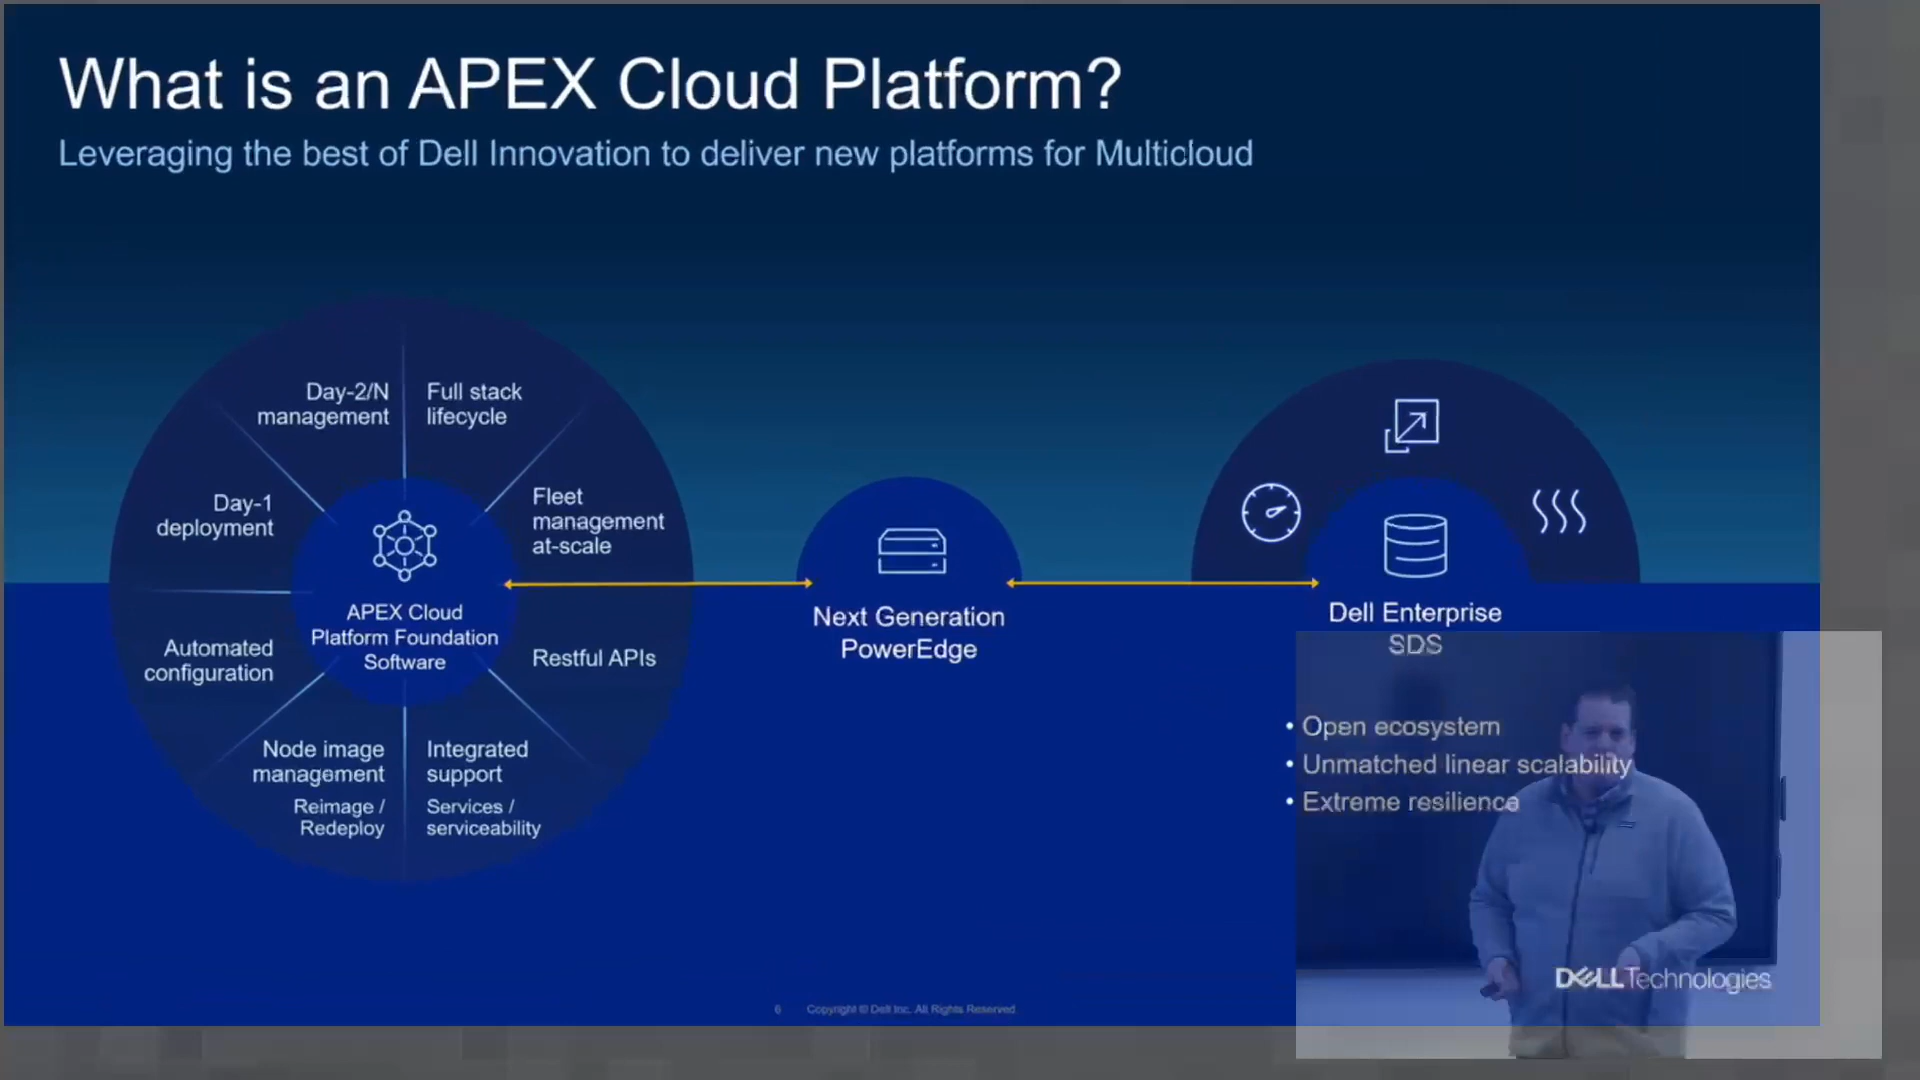 What is an APEX Cloud Platform?
Leveraging the best of Dell Innovation to deliver new platforms for Multicloud
Day-2/N
management
Full stack
lifecycle
Day-1
deployment
Fleet
management
at-scale
APEX Cloud
Platform Foundation
Software
Automated
configuration
Restful APIs
Node image
management
Reimage /
Redeploy
Integrated
support
Services /
serviceability
Next Generation
PowerEdge
Dell Enterprise
SDS
• Open ecosystem
• Unmatched linear scalability
• Extreme resilience
DELL Technologies
6 Copyright © Dell Inc. All Rights Reserved.